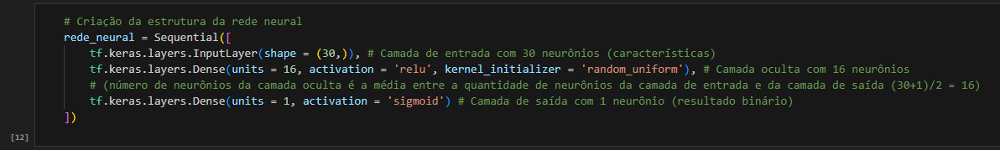 # Criação da estrutura da rede neural
rede_neural = Sequential([
    tf.keras.layers.InputLayer(shape = (30,)), # Camada de entrada com 30 neurônios (características)
    tf.keras.layers.Dense(units = 16, activation = 'relu', kernel_initializer = 'random_uniform'), # Camada oculta com 16 neurônios
    # (número de neurônios da camada oculta é a média entre a quantidade de neurônios da camada de entrada e da camada de saída (30+1)/2 = 16)
    tf.keras.layers.Dense(units = 1, activation = 'sigmoid') # Camada de saída com 1 neurônio (resultado binário)
])
[12]